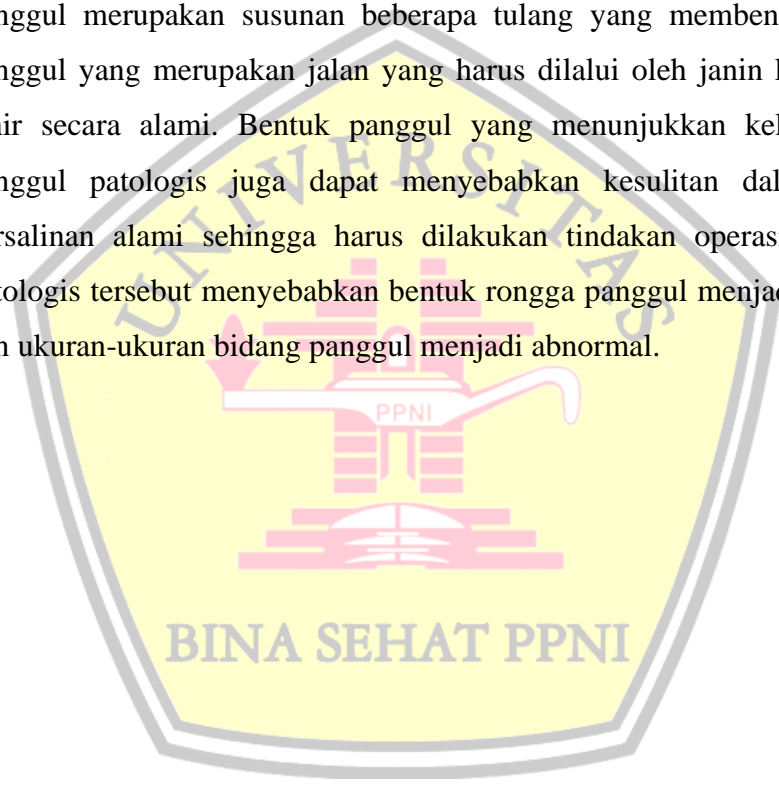 nggul merupakan susunan beberapa tulang yang memben
nggul yang merupakan jalan yang harus dilalui oleh janin
ir secara alami. Bentuk panggul yang menunjukkan kel
nggul patologis juga dapat menyebabkan kesulitan dal
rsalinan alami sehingga harus dilakukan tindakan operas
tologis tersebut menyebabkan bentuk rongga panggul menja
n ukuran-ukuran bidang panggul menjadi abnormal.
UNIVERSITAS
PPNI
BINA SEHAT PPNI